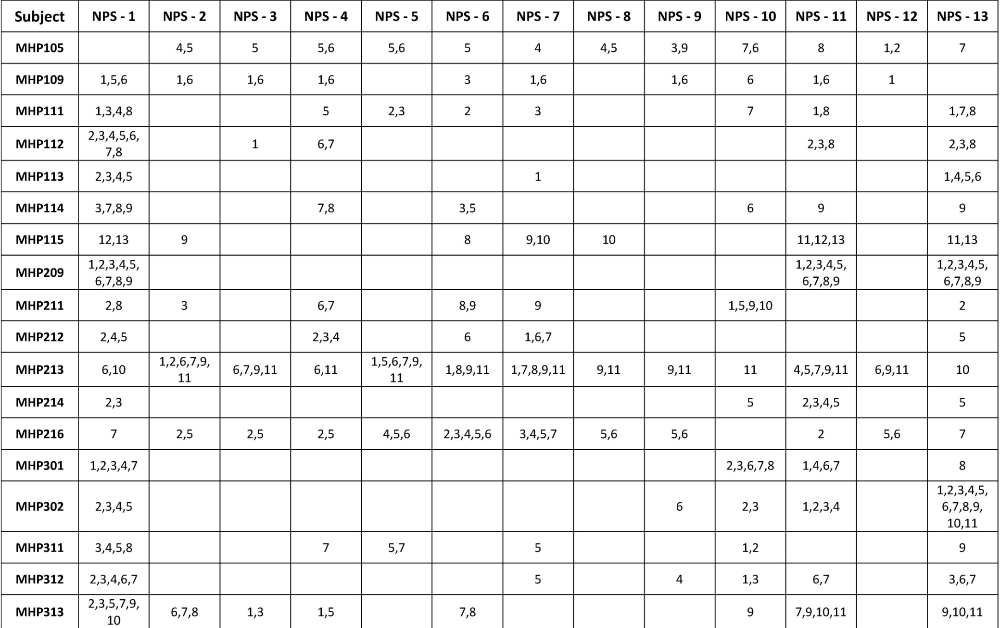 Subject NPS - 1 NPS - 2 NPS - 3 NPS - 4 NPS - 5 NPS - 6 NPS - 7 NPS - 8 NPS - 9 NPS - 10 NPS - 11 NPS - 12 NPS - 13
MHP105 4,5 5 5,6 5,6 5 4 4,5 3,9 7,6 8 1,2 7
MHP109 1,5,6 1,6 1,6 1,6 3 1,6 1,6 6 1,6 1
MHP111 1,3,4,8 5 2,3 2 3 7 1,8 1,7,8
2,3,4,5,6,
MHP112 1 6,7 2,3,8 2,3,8
7,8
MHP113 2,3,4,5 1 1,4,5,6
MHP114 3,7,8,9 7,8 3,5 6 9 9
MHP115 12,13 9 8 9,10 10 11,12,13 11,13
1,2,3,4,5, 1,2,3,4,5, 1,2,3,4,5,
MHP209
6,7,8,9 6,7,8,9 6,7,8,9
MHP211 2,8 3 6,7 8,9 9 1,5,9,10 2
MHP212 2,4,5 2,3,4 6 1,6,7 5
1,2,6,7,9, 1,5,6,7,9,
MHP213 6,10 6,7,9,11 6,11 1,8,9,11 1,7,8,9,11 9,11 9,11 11 4,5,7,9,11 6,9,11 10
11 11
MHP214 2,3 5 2,3,4,5 5
MHP216 7 2,5 2,5 2,5 4,5,6 2,3,4,5,6 3,4,5,7 5,6 5,6 2 5,6 7
MHP301 1,2,3,4,7 2,3,6,7,8 1,4,6,7 8
1,2,3,4,5,
MHP302 2,3,4,5 6 2,3 1,2,3,4 6,7,8,9,
10,11
MHP311 3,4,5,8 7 5,7 5 1,2 9
MHP312 2,3,4,6,7 5 4 1,3 6,7 3,6,7
2,3,5,7,9,
MHP313 6,7,8 1,3 1,5 7,8 9 7,9,10,11 9,10,11
10